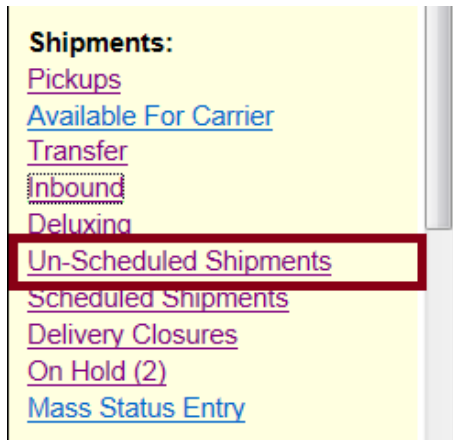 Shipments:
Pickups
Available For Carrier
Transfer
Inbound
Deluxing
Un-Scheduled Shipments
Scheduled Shipments
Delivery Closures
On Hold (2)
Mass Status Entry